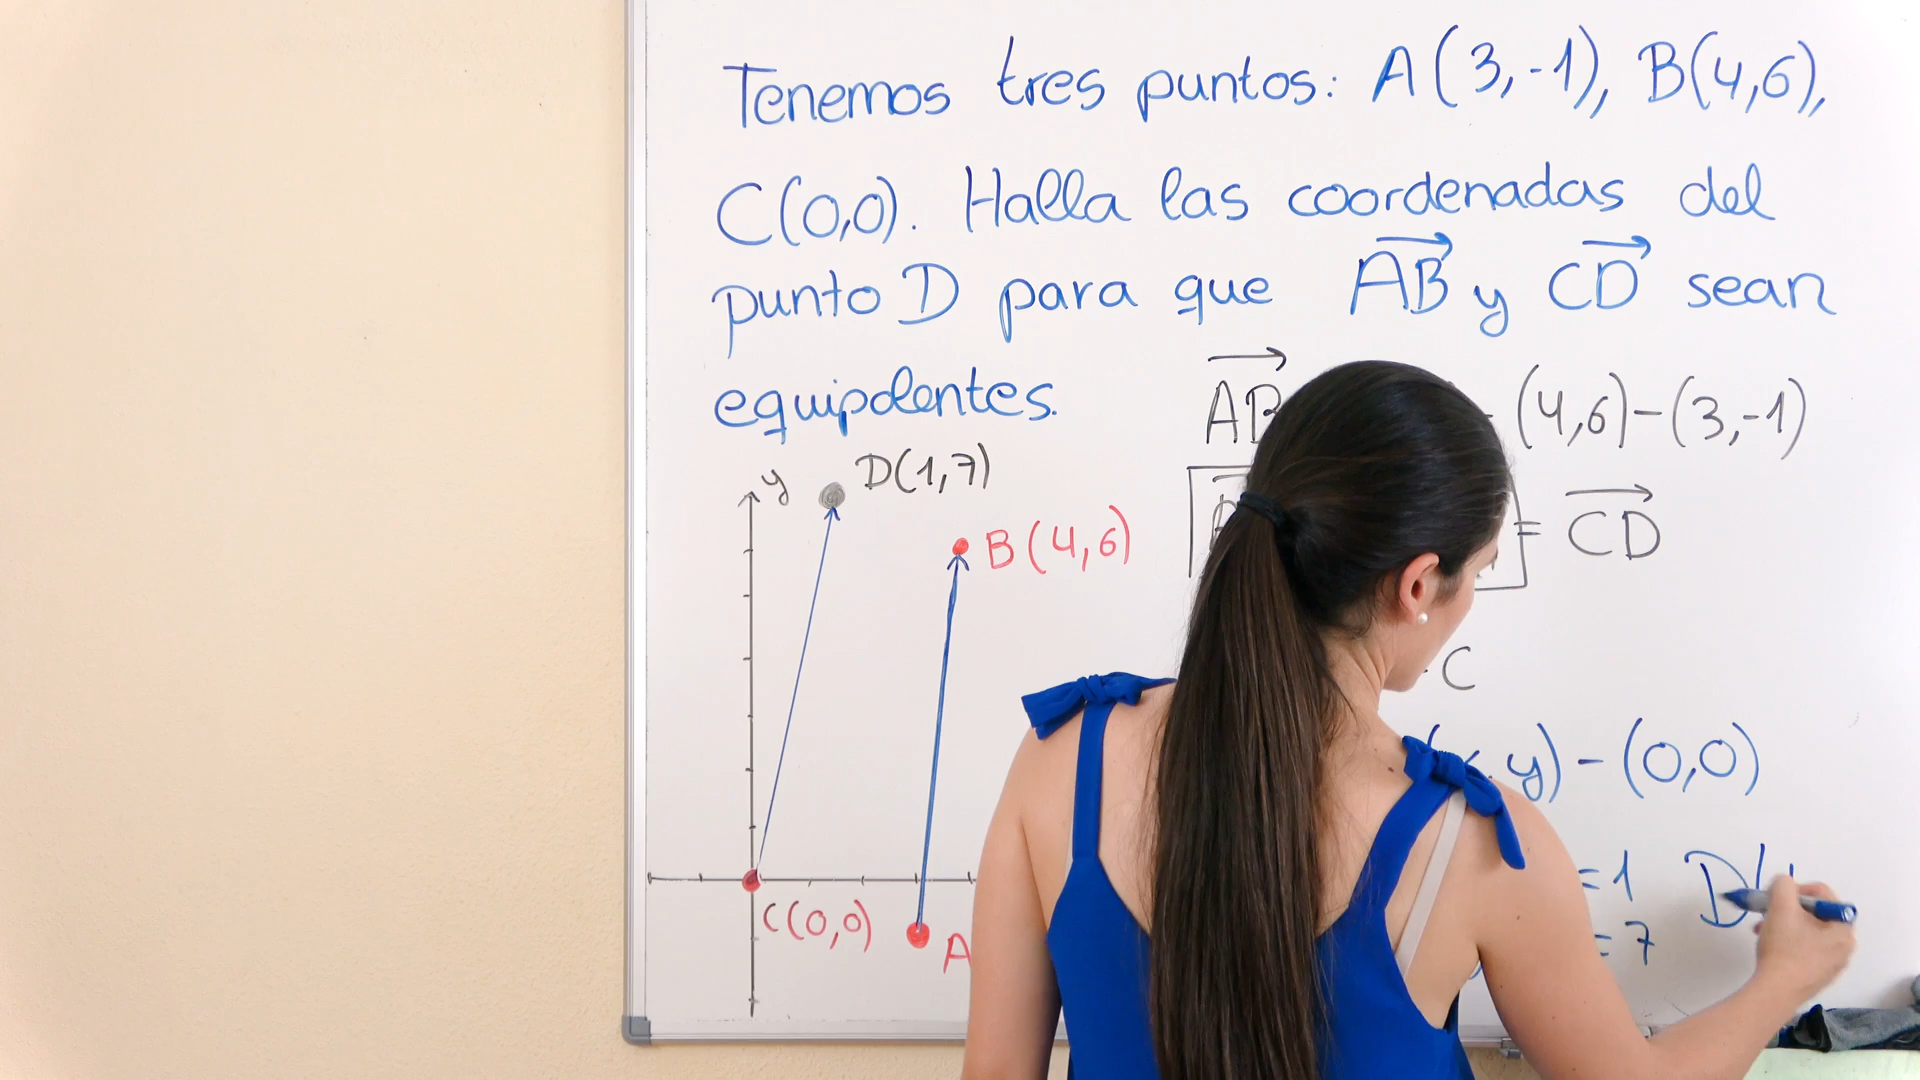 Tenemos tres puntos: A(3,-1), B(4,6),
C(0,0). Halla las coordenadas del
punto D para que AB y CD sean
equipolentes.
AB (4,6)-(3,-1)
= CD
C
y) - (0,0)
= 1 D(
= 7
y D(1,7)
B(4,6)
C(0,0) A